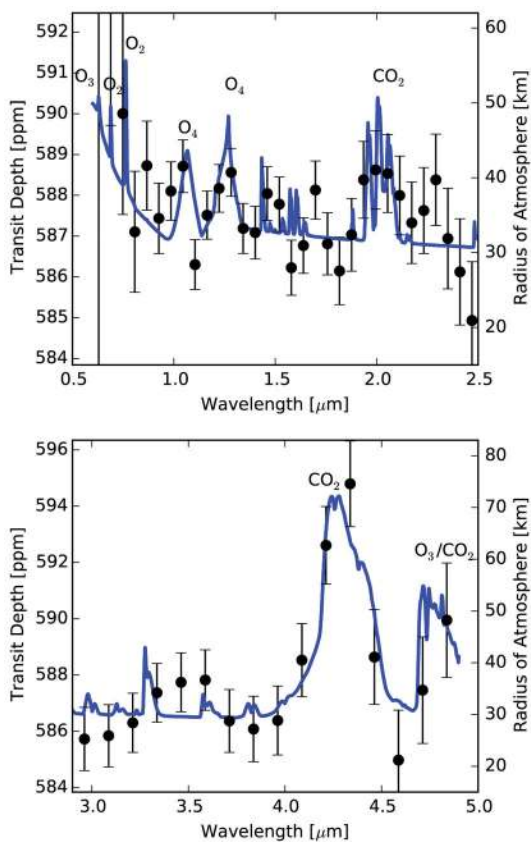 O₃
O₂
O₂
O₄
O₄
CO₂
Transit Depth [ppm]
592
591
590
589
588
587
586
585
584
60
50
40
30
20
Radius of Atmosphere [km]
0.5 1.0 1.5 2.0 2.5
Wavelength [μm]
CO₂
O₃/CO₂
Transit Depth [ppm]
596
594
592
590
588
586
584
80
70
60
50
40
30
20
Radius of Atmosphere [km]
3.0 3.5 4.0 4.5 5.0
Wavelength [μm]